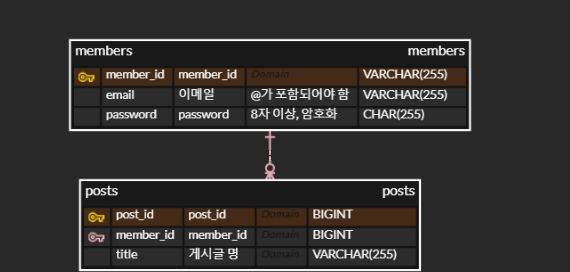 members members
member_id member_id Domain VARCHAR(255)
email 이메일 @가 포함되어야 함 VARCHAR(255)
password password 8자 이상, 암호화 CHAR(255)
posts posts
post_id post_id Domain BIGINT
member_id member_id Domain BIGINT
title 게시글 명 Domain VARCHAR(255)